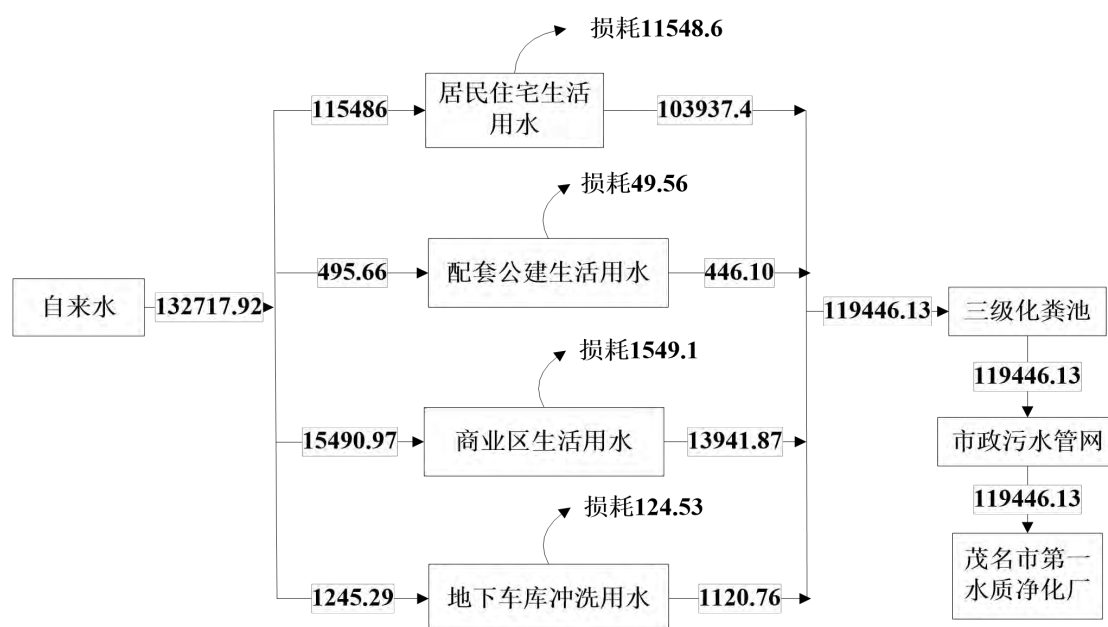 损耗11548.6
115486
居民住宅生活
用水
103937.4
损耗49.56
495.66
配套公建生活用水
446.10
自来水
132717.92
119446.13
三级化粪池
损耗1549.1
119446.13
15490.97
商业区生活用水
13941.87
市政污水管网
119446.13
损耗124.53
1245.29
地下车库冲洗用水
1120.76
茂名市第一
水质净化厂